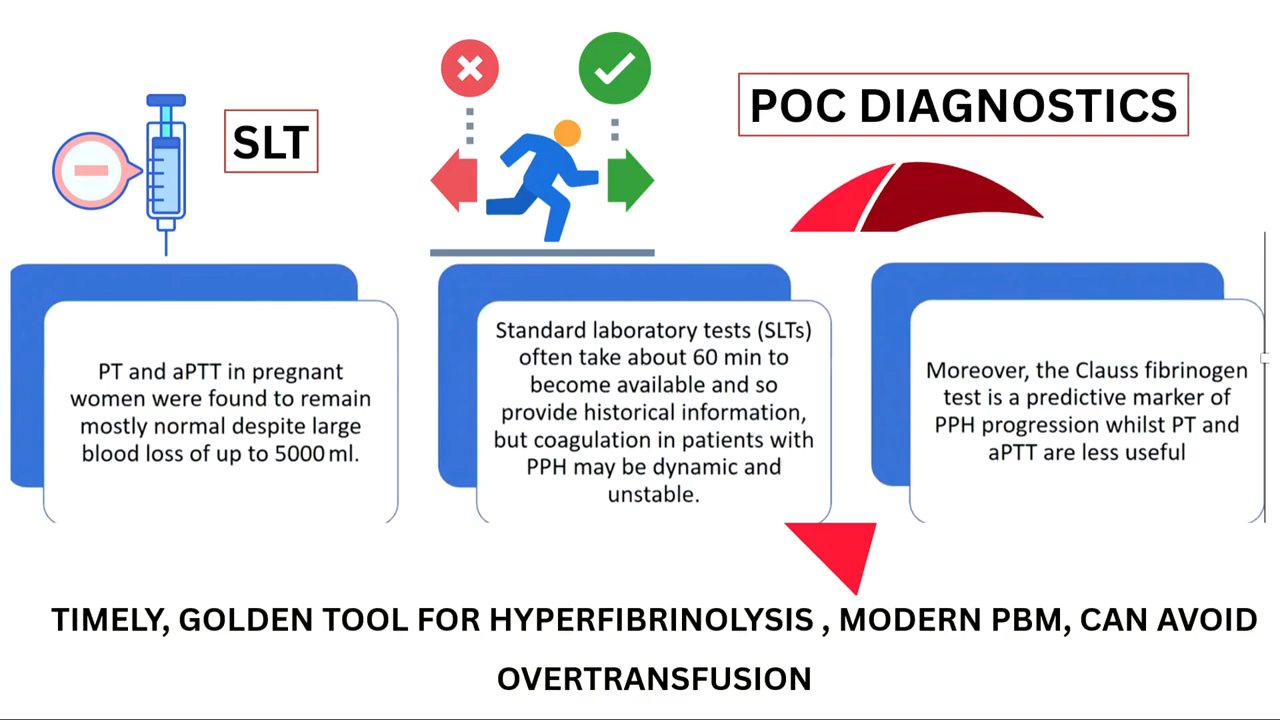 SLT
POC DIAGNOSTICS
PT and aPTT in pregnant
women were found to remain
mostly normal despite large
blood loss of up to 5000 ml.
Standard laboratory tests (SLTs)
often take about 60 min to
become available and so
provide historical information,
but coagulation in patients with
PPH may be dynamic and
unstable.
Moreover, the Clauss fibrinogen
test is a predictive marker of
PPH progression whilst PT and
aPTT are less useful
TIMELY, GOLDEN TOOL FOR HYPERFIBRINOLYSIS , MODERN PBM, CAN AVOID
OVERTRANSFUSION